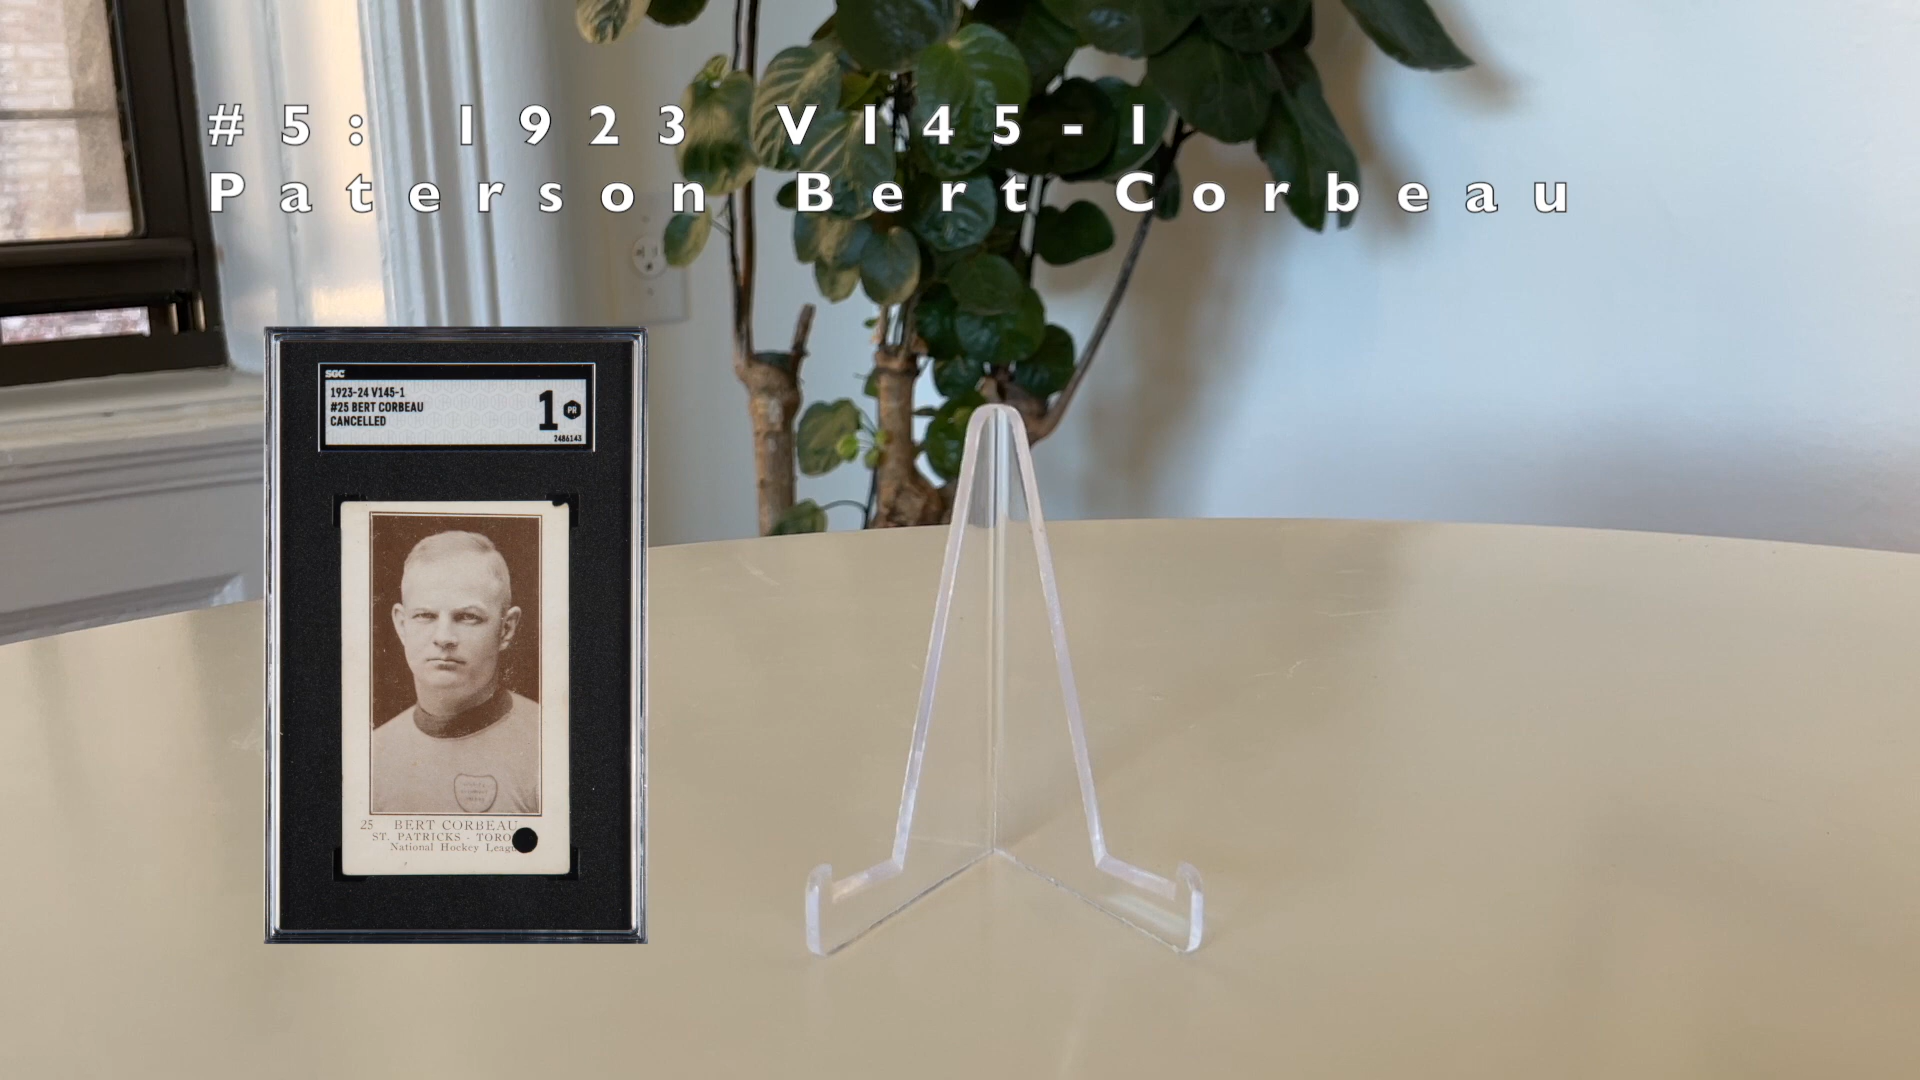 #5: 1923 V145-1
Paterson Bert Corbeau
SGC
1923-24 V145-1
#25 BERT CORBEAU
CANCELLED
1 PR
2486143
25 BERT CORBEAU
ST. PATRICKS - TORO
National Hockey Leag